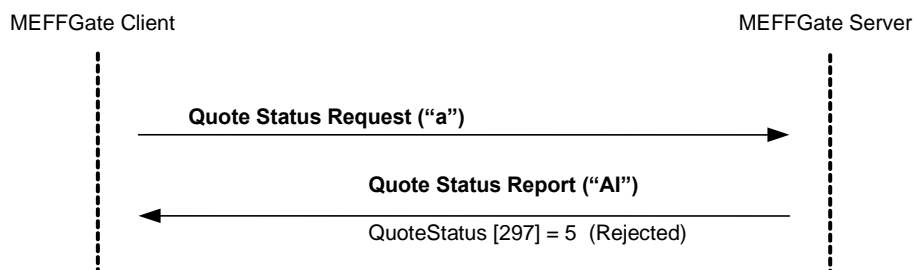 MEFFGate Client
MEFFGate Server
Quote Status Request (“a”)
Quote Status Report (“AI”)
QuoteStatus [297] = 5 (Rejected)